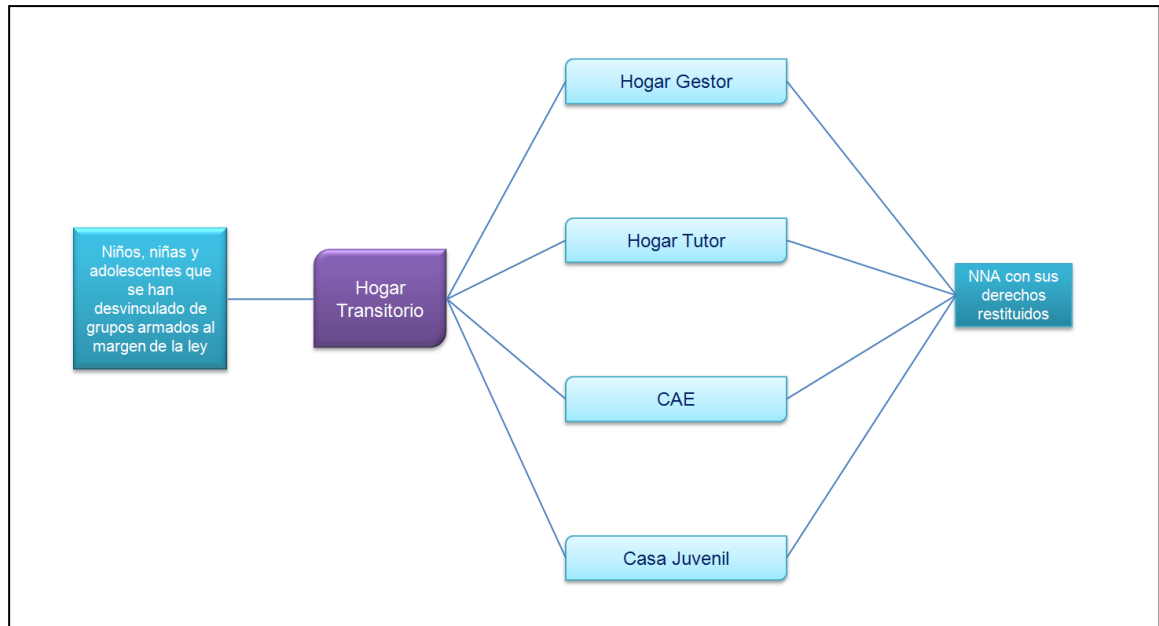 Niños, niñas y
adolescentes que
se han
desvinculado de
grupos armados al
margen de la ley
Hogar
Transitorio
Hogar Gestor
Hogar Tutor
CAE
Casa Juvenil
NNA con sus
derechos
restituidos